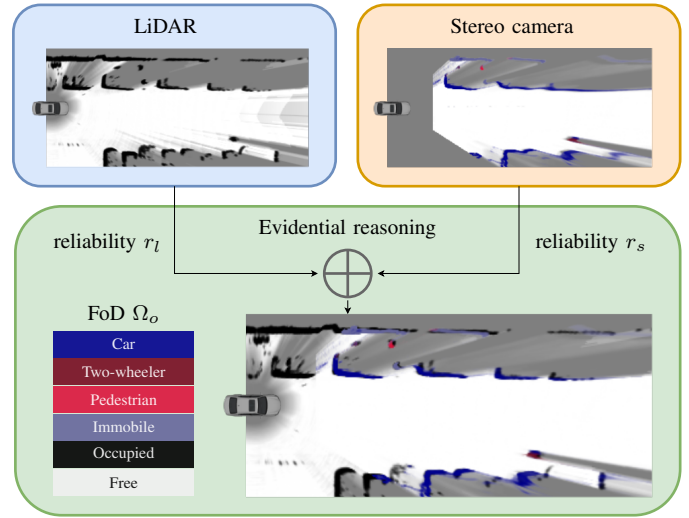 LiDAR
Stereo camera
Evidential reasoning
reliability r_l
reliability r_s
FoD Ω_o
Car
Two-wheeler
Pedestrian
Immobile
Occupied
Free